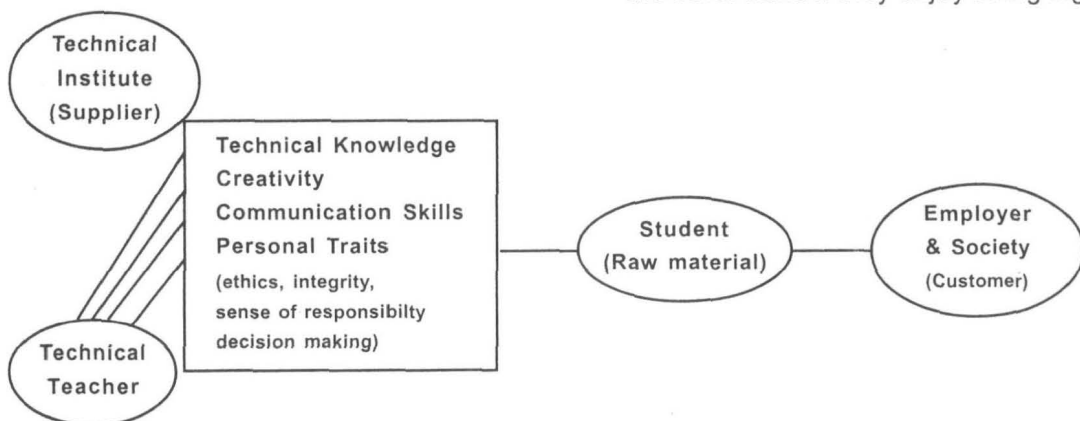 Technical
Institute
(Supplier)
Technical Knowledge
Creativity
Communication Skills
Personal Traits
(ethics, integrity,
sense of responsibilty
decision making)
Technical
Teacher
Student
(Raw material)
Employer
& Society
(Customer)